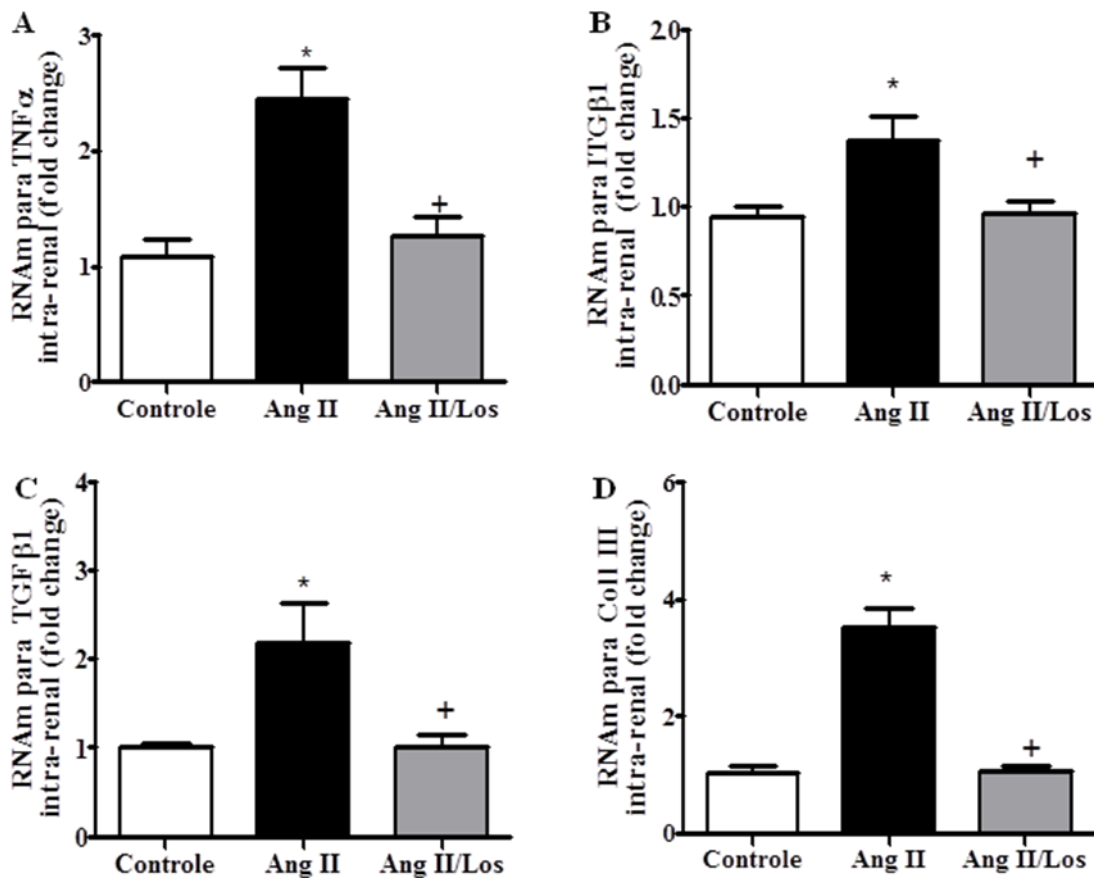 A
RNAm para TNFα
intra-renal (fold change)
3
2
1
0
*
+
Controle Ang II Ang II/Los
B
RNAm para ITGβ1
intra-renal (fold change)
2.0
1.5
1.0
0.5
0.0
*
+
Controle Ang II Ang II/Los
C
RNAm para TGFβ1
intra-renal (fold change)
4
3
2
1
0
*
+
Controle Ang II Ang II/Los
D
RNAm para Coll III
intra-renal (fold change)
6
4
2
0
*
+
Controle Ang II Ang II/Los